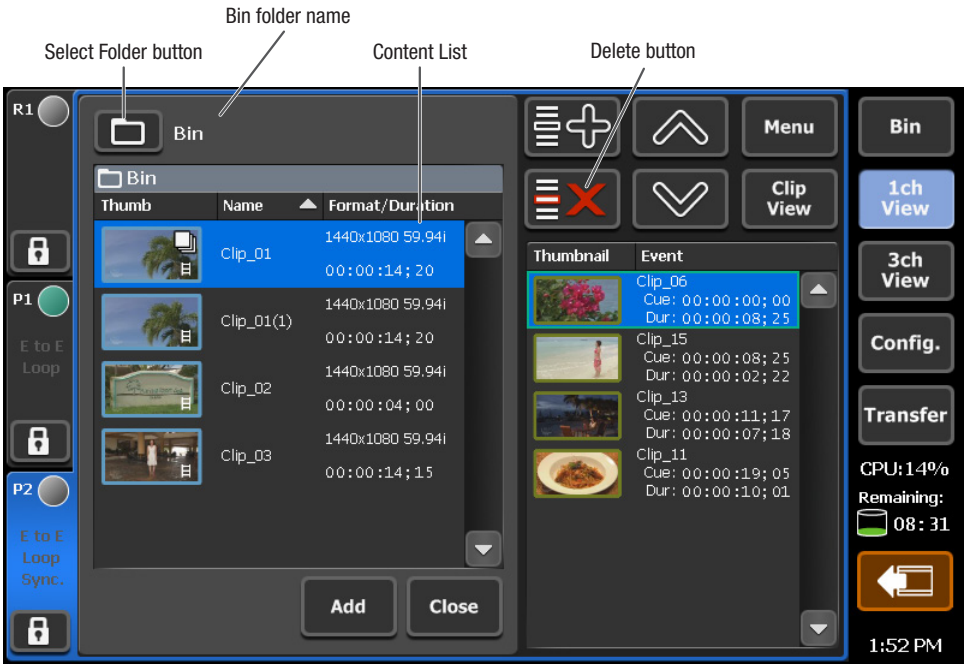 Bin folder name
Select Folder button
Content List
Delete button
R1
Bin
Menu
Bin
Bin
Thumb Name Format/Duration
Clip View
1ch View
Clip_01
1440x1080 59.94i
00:00:14;20
Clip_01(1)
1440x1080 59.94i
00:00:14;20
Clip_02
1440x1080 59.94i
00:00:04;00
Clip_03
1440x1080 59.94i
00:00:14;15
Add
Close
Thumbnail Event
Clip_06
Cue: 00:00:00;00
Dur: 00:00:08;25
Clip_15
Cue: 00:00:08;25
Dur: 00:00:02;22
Clip_13
Cue: 00:00:11;17
Dur: 00:00:07;18
Clip_11
Cue: 00:00:19;05
Dur: 00:00:10;01
3ch View
Config.
Transfer
CPU:14%
Remaining:
08:31
1:52 PM
P1
E to E
Loop
P2
E to E
Loop
Sync.